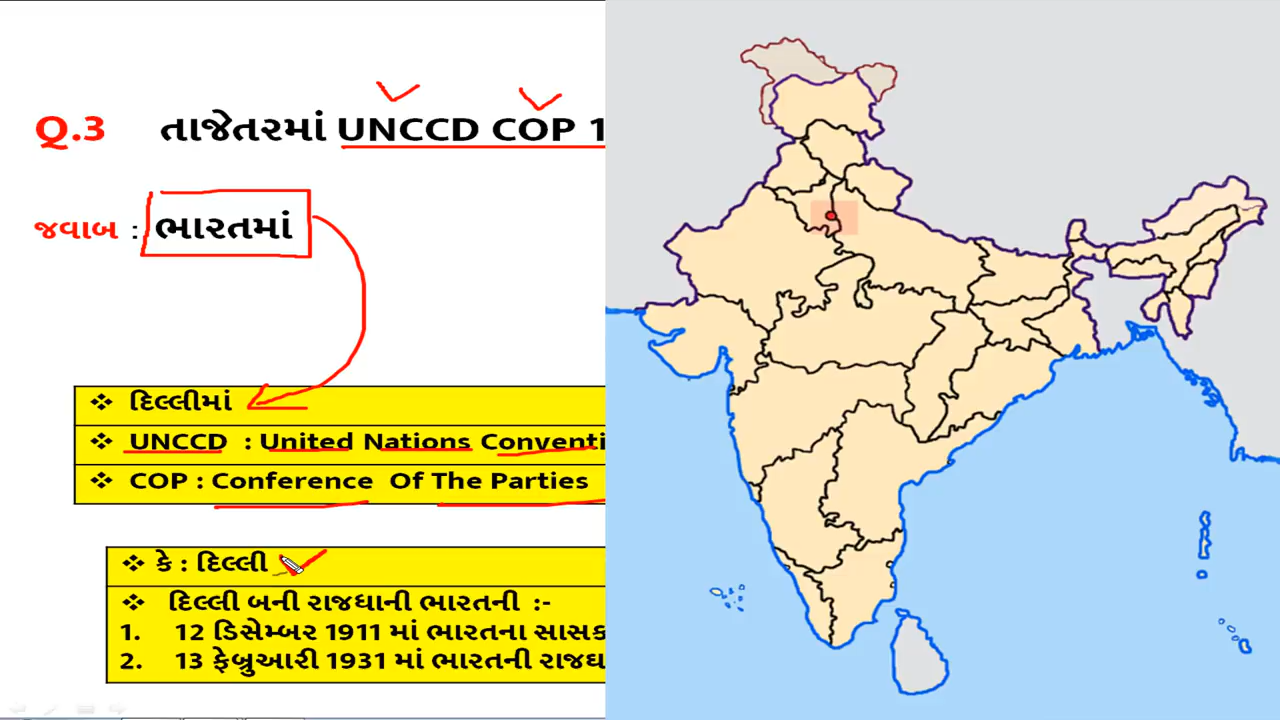 Q.3 તાજેતરમાં UNCCD COP 1
જવાબ : ભારતમાં
❖ દિલ્લીમાં
❖ UNCCD : United Nations Conventi
❖ COP : Conference Of The Parties
❖ કે : દિલ્લી
❖ દિલ્લી બની રાજધાની ભારતની :-
1. 12 ડિસેમ્બર 1911 માં ભારતના સાસક
2. 13 ફેબ્રુઆરી 1931 માં ભારતની રાજધા